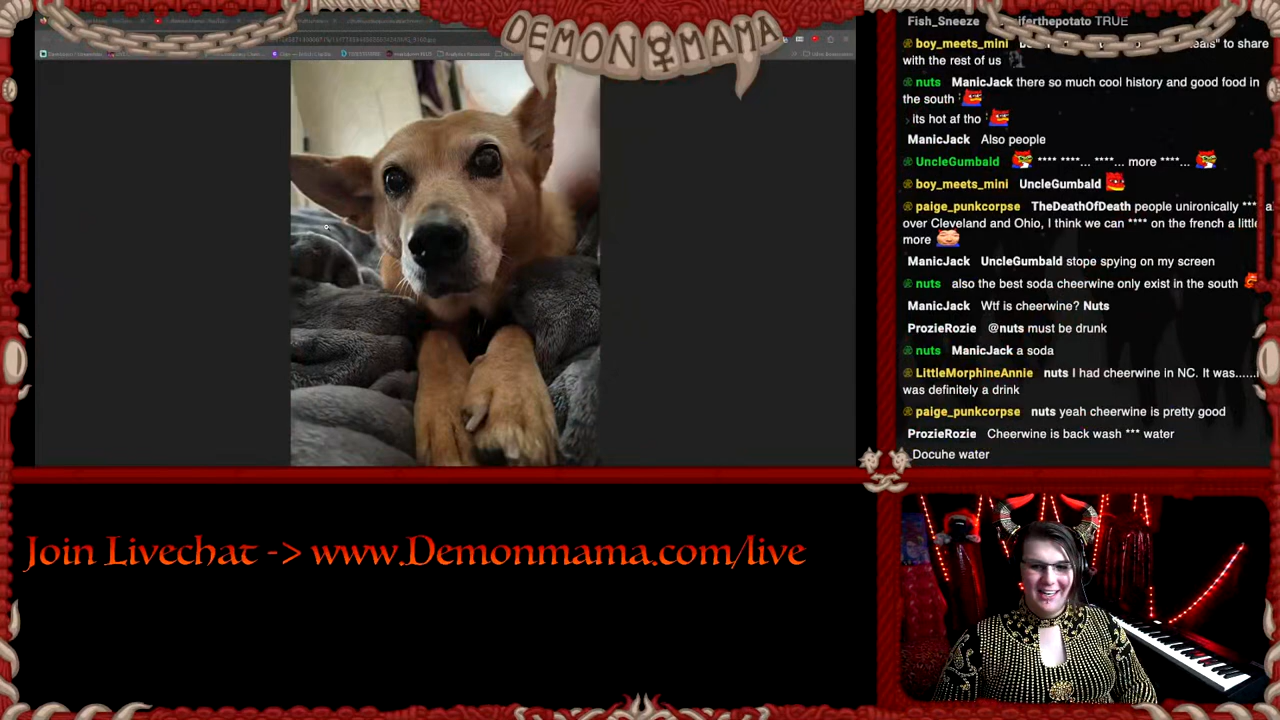 DEMON MAMA
Fish_Sneeze
TRUE
boy_meets_mini to share
with the rest of us
nuts ManicJack there so much cool history and good food in
the south
its hot af tho
ManicJack Also people
UncleGumbald **** ****... ****... more ****...
boy_meets_mini UncleGumbald
paige_punkcorpse TheDeathOfDeath people unironically ***
over Cleveland and Ohio, I think we can **** on the french a little
more
ManicJack UncleGumbald stope spying on my screen
nuts also the best soda cheerwine only exist in the south
ManicJack Wtf is cheerwine? Nuts
ProzieRozie @nuts must be drunk
nuts ManicJack a soda
LittleMorphineAnnie nuts I had cheerwine in NC. It was......
was definitely a drink
paige_punkcorpse nuts yeah cheerwine is pretty good
ProzieRozie Cheerwine is back wash *** water
Docuhe water
Join Livechat -> www.Demonmama.com/live